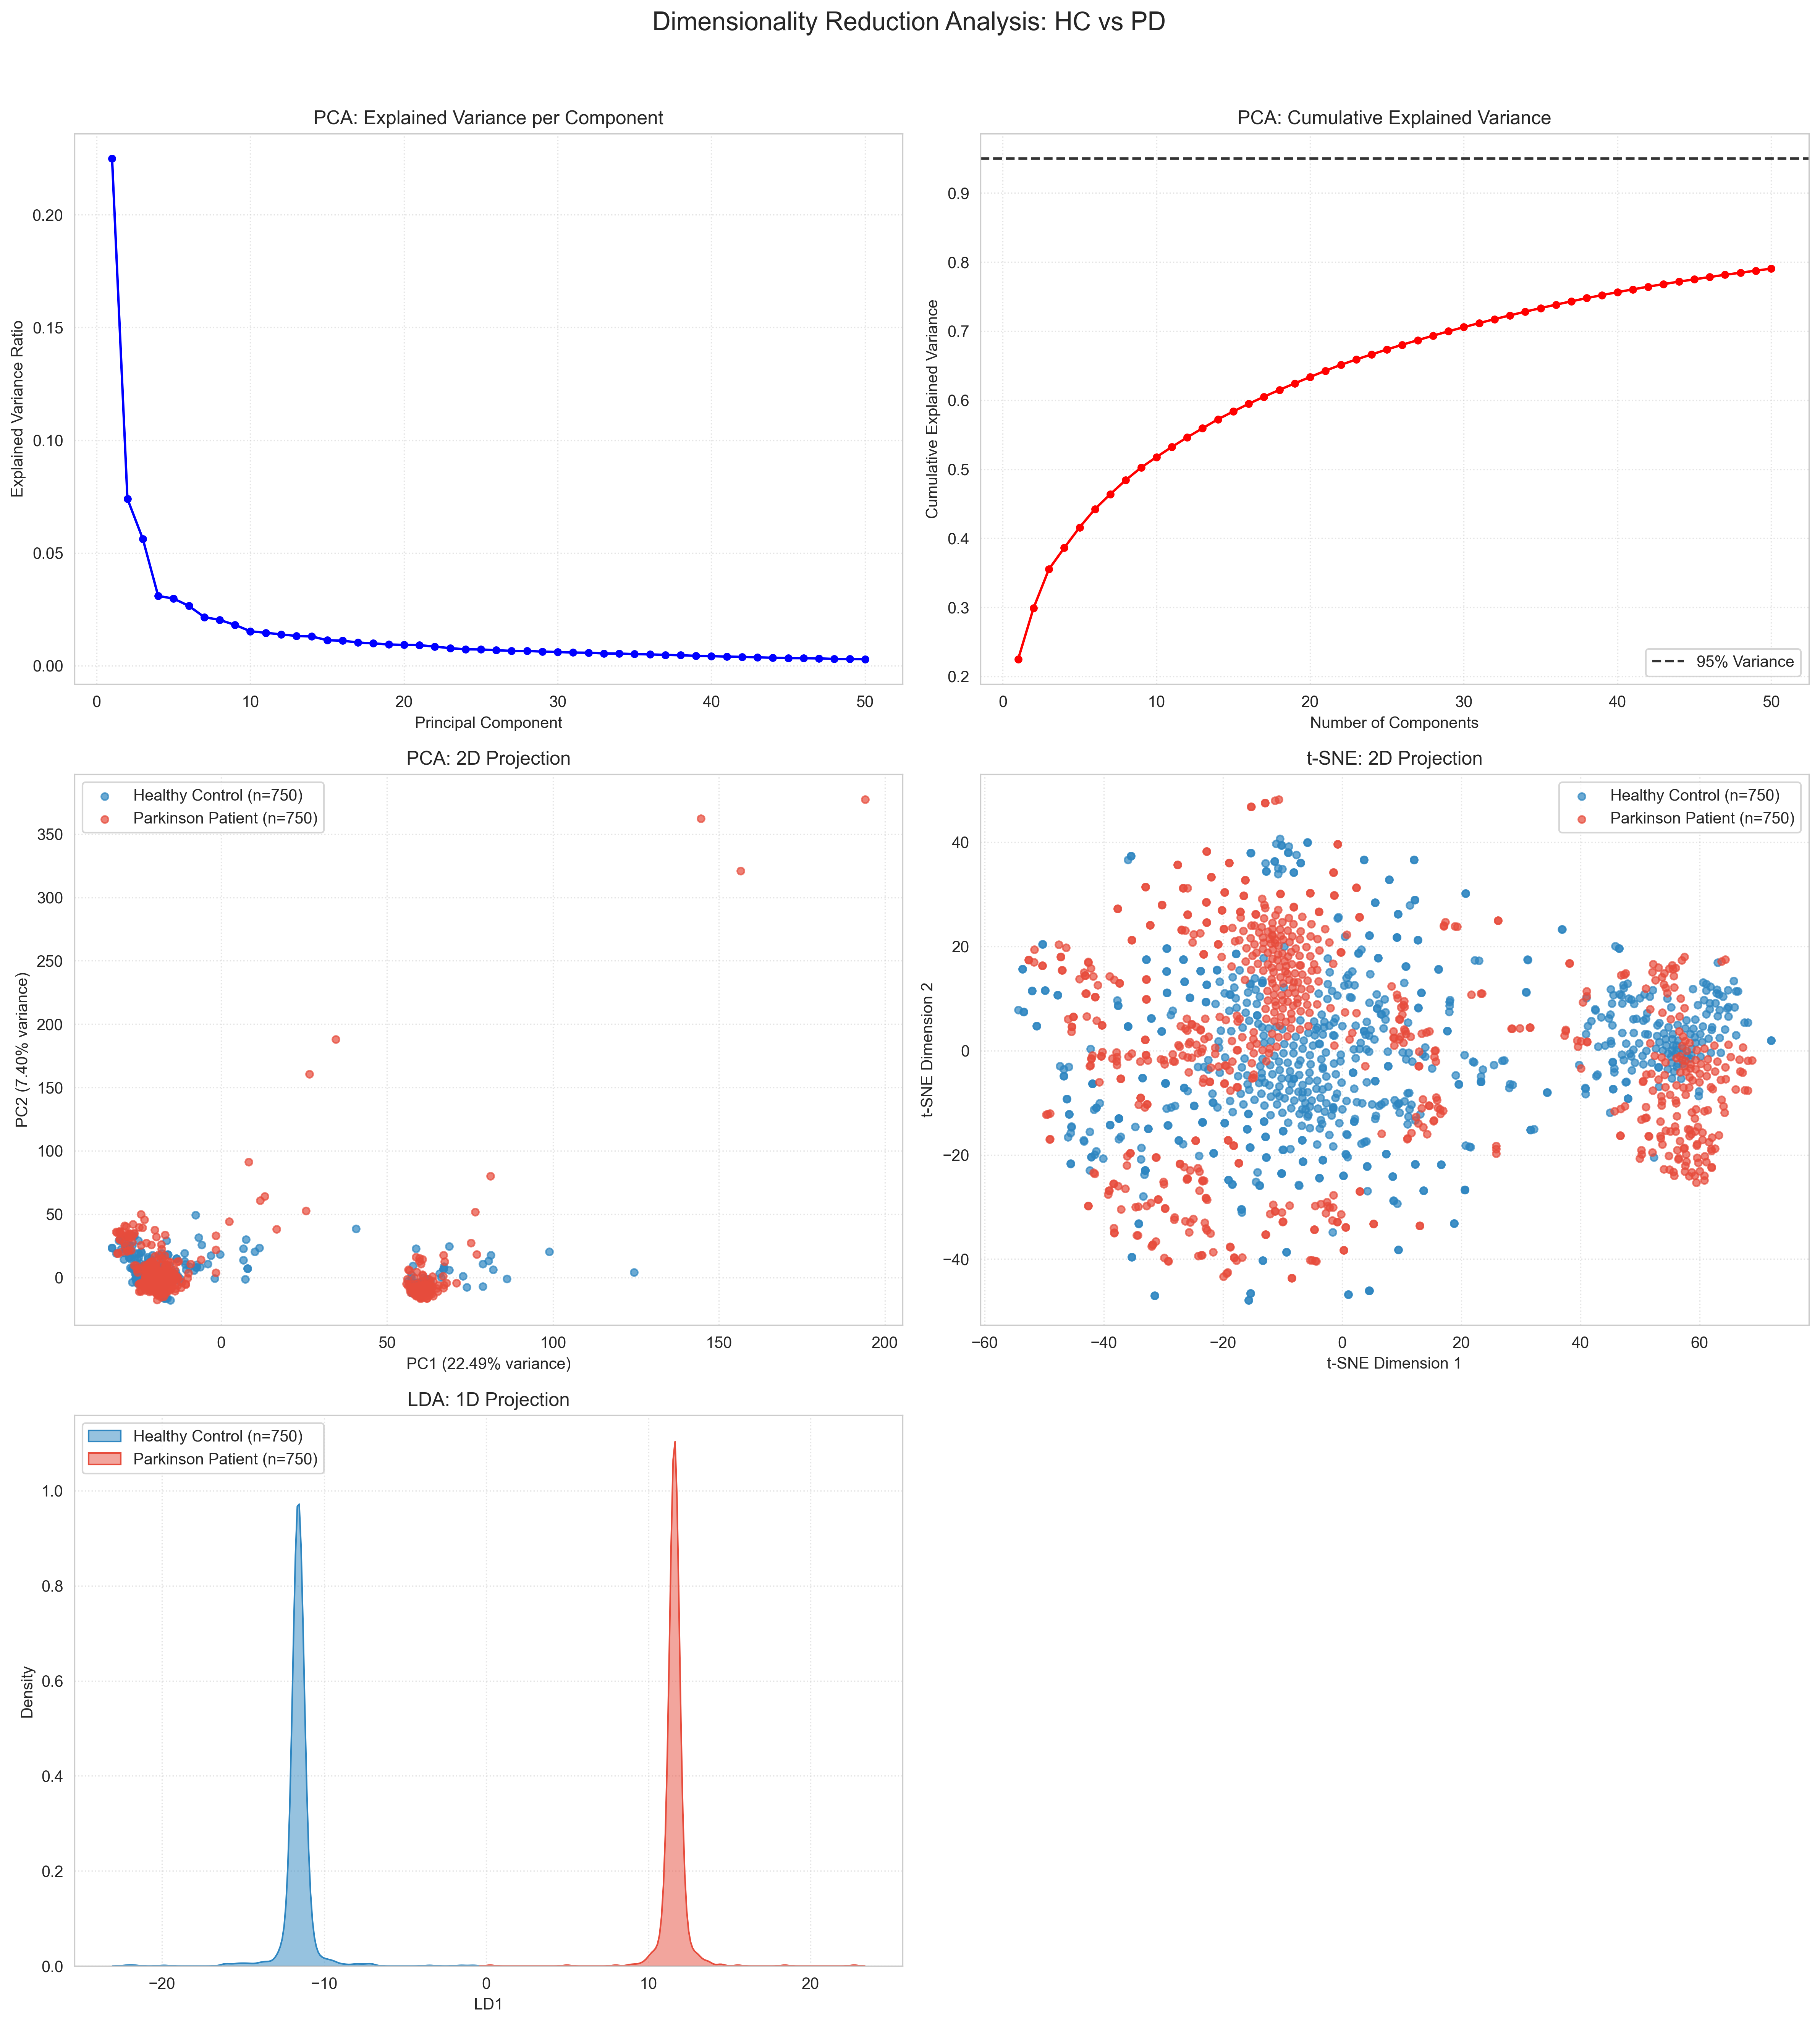 Dimensionality Reduction Analysis: HC vs PD
PCA: Explained Variance per Component
Explained Variance Ratio
0.20
0.15
0.10
0.05
0.00
0 10 20 30 40 50
Principal Component
PCA: Cumulative Explained Variance
Cumulative Explained Variance
0.9
0.8
0.7
0.6
0.5
0.4
0.3
0.2
95% Variance
0 10 20 30 40 50
Number of Components
PCA: 2D Projection
Healthy Control (n=750)
Parkinson Patient (n=750)
PC2 (7.40% variance)
350
300
250
200
150
100
50
0
0 50 100 150 200
PC1 (22.49% variance)
t-SNE: 2D Projection
Healthy Control (n=750)
Parkinson Patient (n=750)
t-SNE Dimension 2
40
20
0
−20
−40
−60 −40 −20 0 20 40 60
t-SNE Dimension 1
LDA: 1D Projection
Healthy Control (n=750)
Parkinson Patient (n=750)
Density
1.0
0.8
0.6
0.4
0.2
0.0
−20 −10 0 10 20
LD1